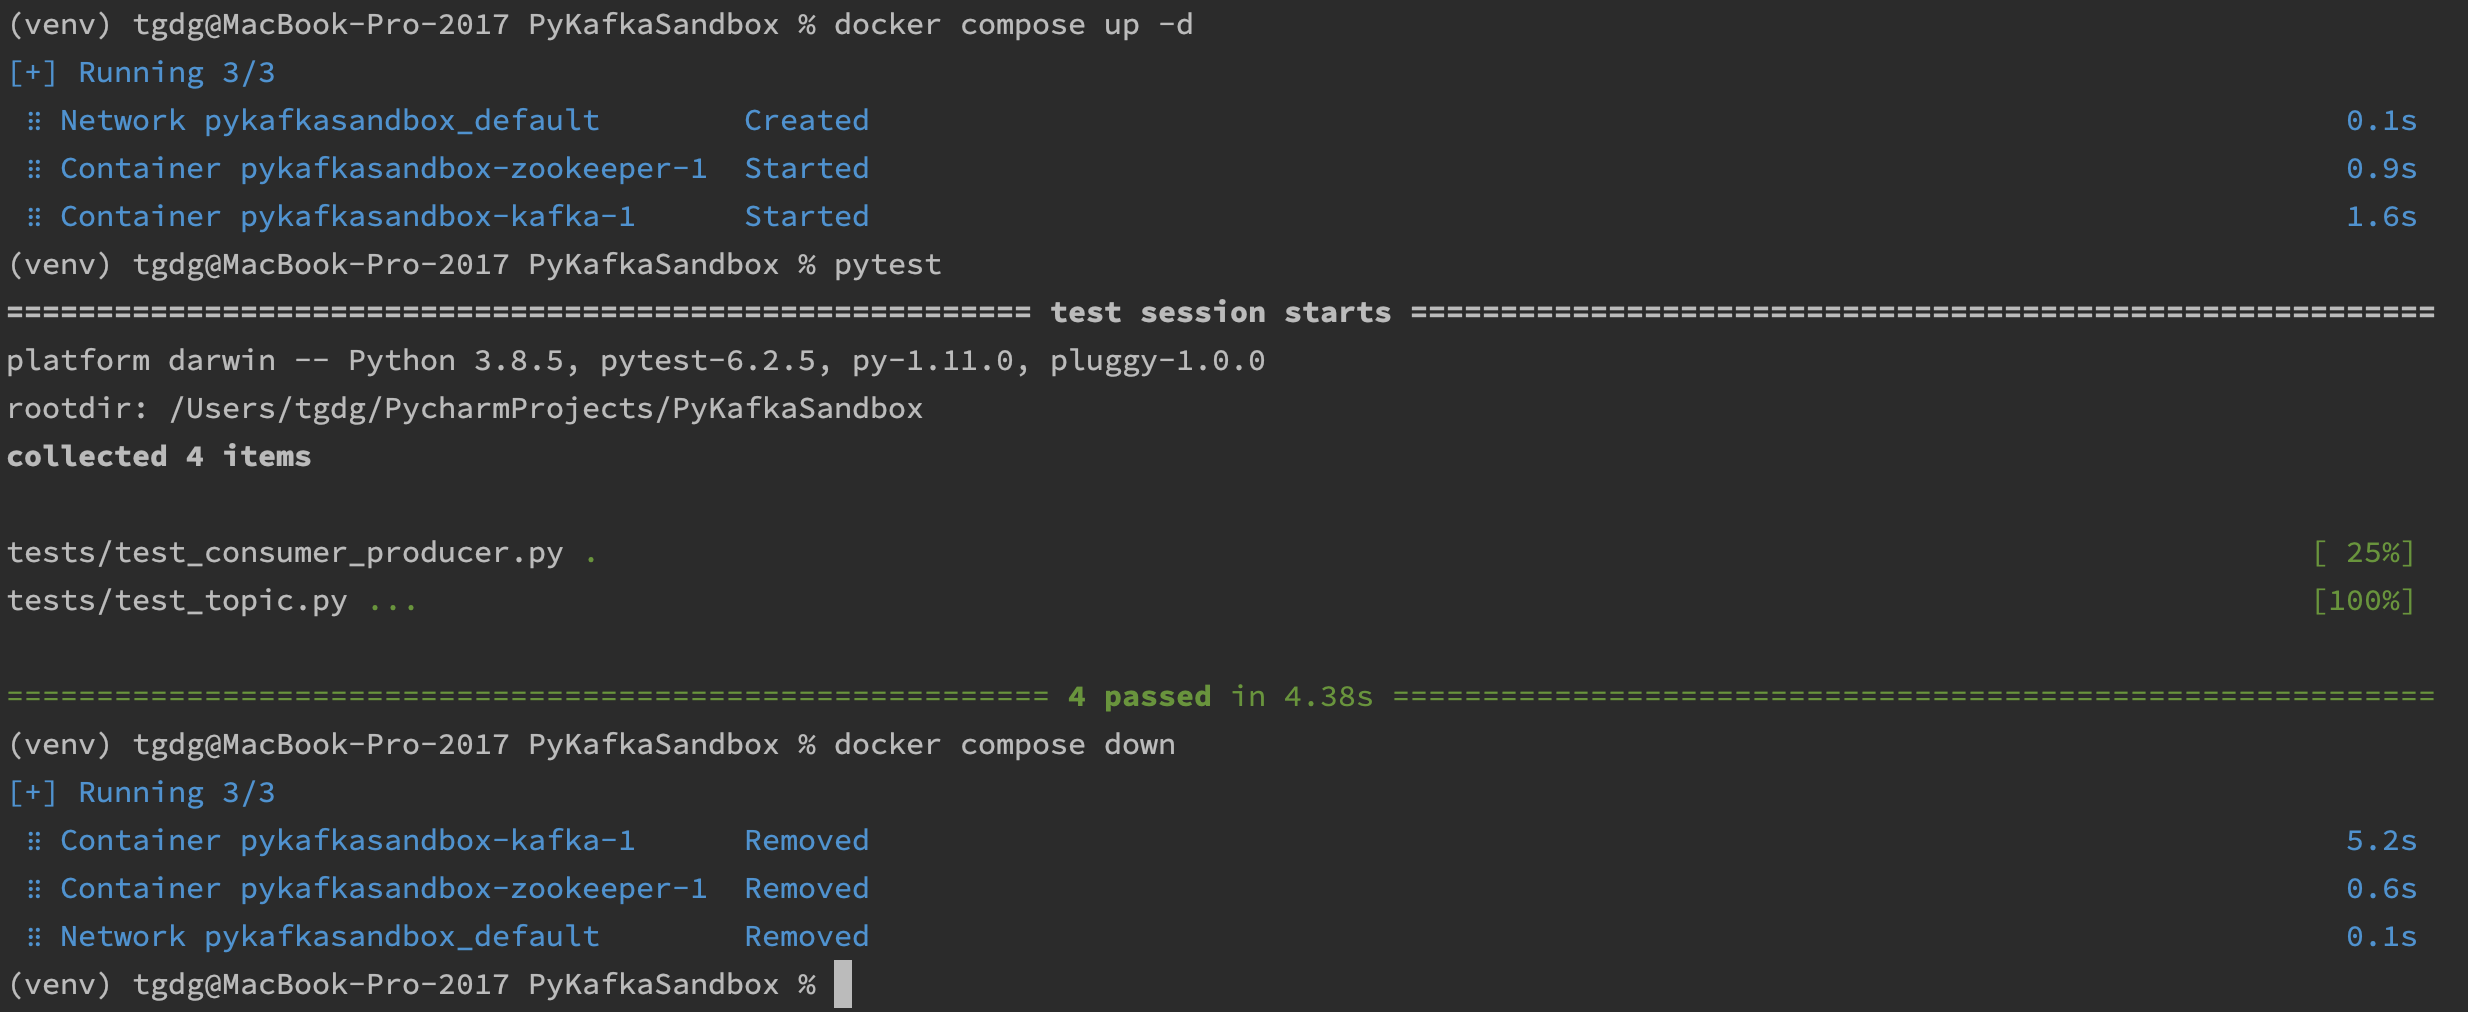 (venv) tgdg@MacBook-Pro-2017 PyKafkaSandbox % docker compose up -d
[+] Running 3/3
 ⠿ Network pykafkasandbox_default        Created                                                                                  0.1s
 ⠿ Container pykafkasandbox-zookeeper-1  Started                                                                                  0.9s
 ⠿ Container pykafkasandbox-kafka-1      Started                                                                                  1.6s
(venv) tgdg@MacBook-Pro-2017 PyKafkaSandbox % pytest
========================================================= test session starts =========================================================
platform darwin -- Python 3.8.5, pytest-6.2.5, py-1.11.0, pluggy-1.0.0
rootdir: /Users/tgdg/PycharmProjects/PyKafkaSandbox
collected 4 items

tests/test_consumer_producer.py .                                                                                               [ 25%]
tests/test_topic.py ...                                                                                                         [100%]

========================================================== 4 passed in 4.38s ==========================================================
(venv) tgdg@MacBook-Pro-2017 PyKafkaSandbox % docker compose down
[+] Running 3/3
 ⠿ Container pykafkasandbox-kafka-1      Removed                                                                                  5.2s
 ⠿ Container pykafkasandbox-zookeeper-1  Removed                                                                                  0.6s
 ⠿ Network pykafkasandbox_default        Removed                                                                                  0.1s
(venv) tgdg@MacBook-Pro-2017 PyKafkaSandbox %